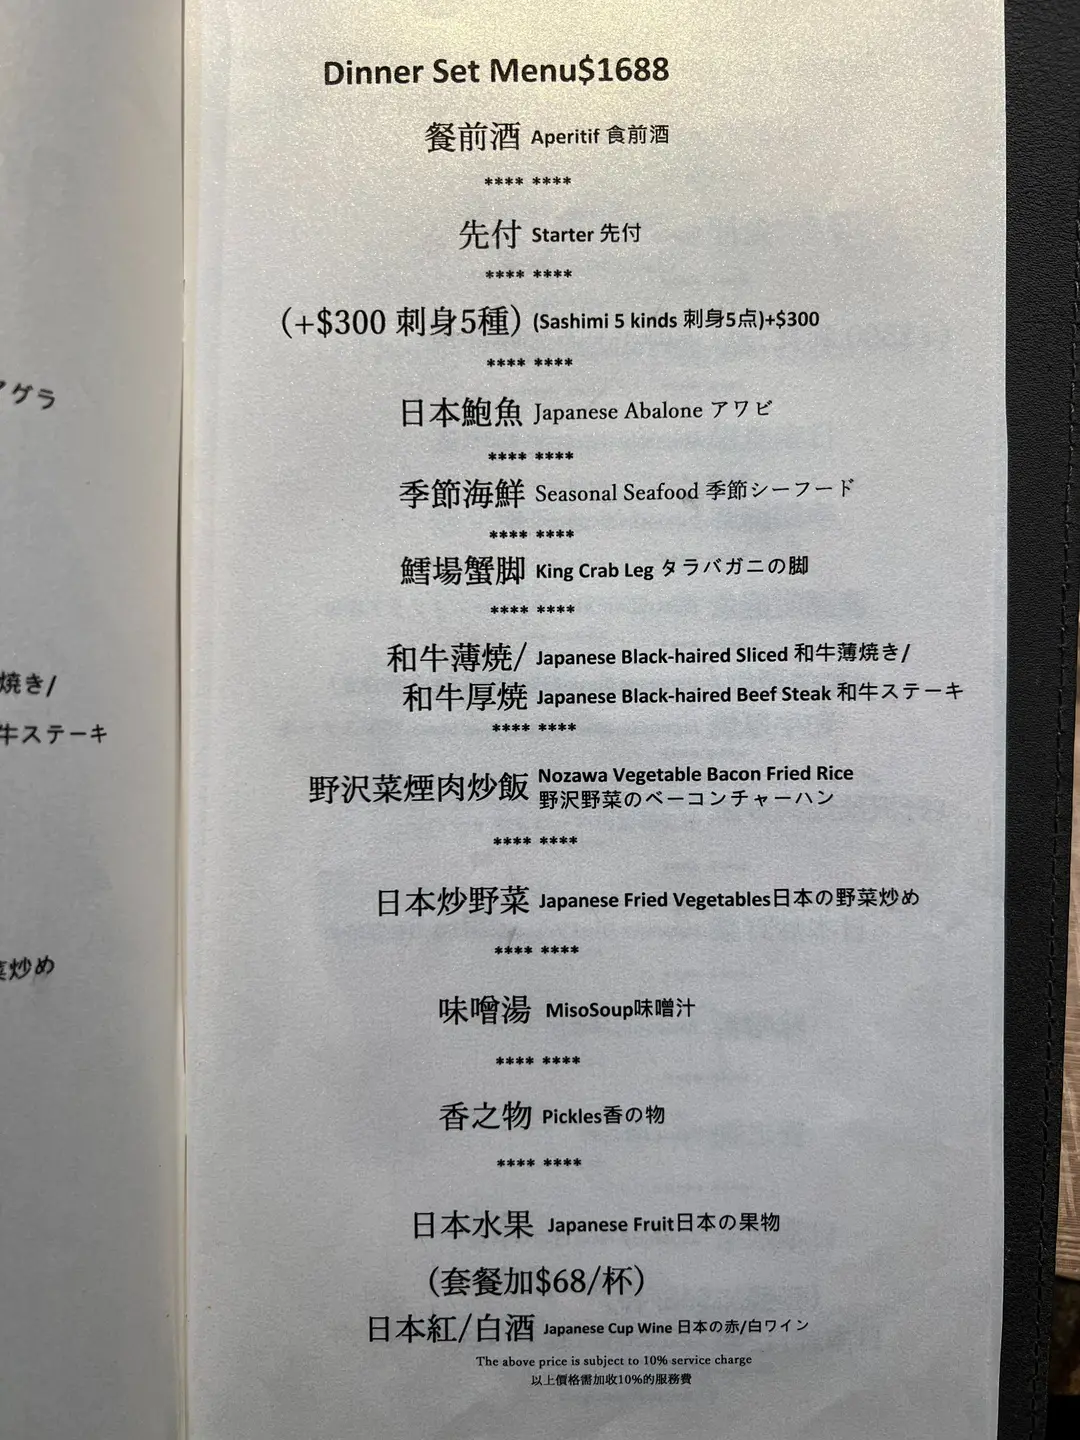 Dinner Set Menu$1688
餐前酒 Aperitif 食前酒
**** ****
先付 Starter 先付
**** ****
(+$300 刺身5種) (Sashimi 5 kinds 刺身5点)+$300
**** ****
日本鮑魚 Japanese Abalone アワビ
**** ****
季節海鮮 Seasonal Seafood 季節シーフード
**** ****
鱈場蟹脚 King Crab Leg タラバガニの脚
**** ****
和牛薄焼/ Japanese Black-haired Sliced 和牛薄焼き/
和牛厚焼 Japanese Black-haired Beef Steak 和牛ステーキ
**** ****
野沢菜煙肉炒飯 Nozawa Vegetable Bacon Fried Rice
野沢野菜のベーコンチャーハン
**** ****
日本炒野菜 Japanese Fried Vegetables日本の野菜炒め
**** ****
味噌湯 MisoSoup味噌汁
**** ****
香之物 Pickles香の物
**** ****
日本水果 Japanese Fruit日本の果物
(套餐加$68/杯)
日本紅/白酒 Japanese Cup Wine 日本の赤/白ワイン
The above price is subject to 10% service charge
以上價格需加收10%的服務費
グラ
焼き/
牛ステーキ
菜炒め